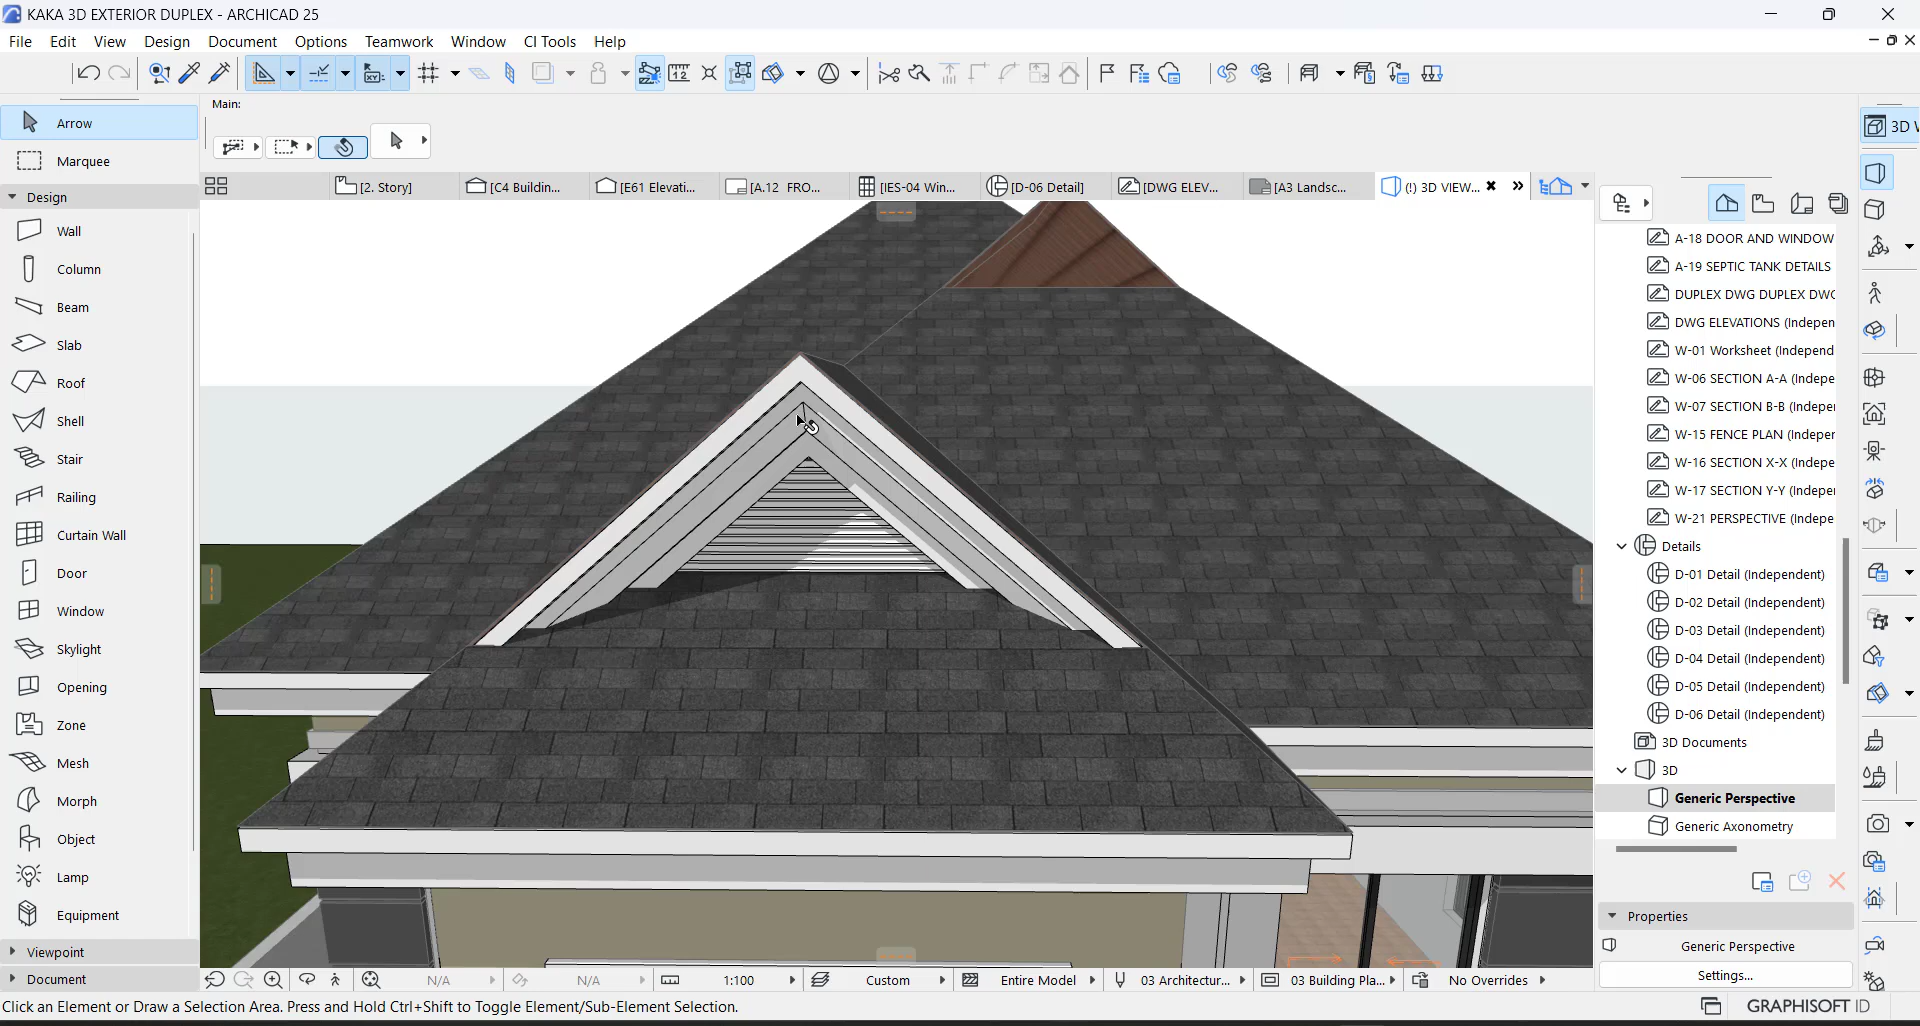 KAKA 3D EXTERIOR DUPLEX - ARCHICAD 25
File Edit View Design Document Options Teamwork Window CI Tools Help
Main:
Arrow
Marquee
Design
Wall
Column
Beam
Slab
Roof
Shell
Stair
Railing
Curtain Wall
Door
Window
Skylight
Opening
Zone
Mesh
Morph
Object
Lamp
Equipment
Viewpoint
Document
[2. Story]
[C4 Buildin...
[E61 Elevati...
[A.12 FRO...
[IES-04 Win...
[D-06 Detail]
[DWG ELEV...
[A3 Landsc...
(!) 3D VIEW...
3D V
A-18 DOOR AND WINDOW
A-19 SEPTIC TANK DETAILS
DUPLEX DWG DUPLEX DWG
DWG ELEVATIONS (Indepen
W-01 Worksheet (Independ
W-06 SECTION A-A (Indepe
W-07 SECTION B-B (Indepe
W-15 FENCE PLAN (Indeper
W-16 SECTION X-X (Indepe
W-17 SECTION Y-Y (Indeper
W-21 PERSPECTIVE (Indepe
Details
D-01 Detail (Independent)
D-02 Detail (Independent)
D-03 Detail (Independent)
D-04 Detail (Independent)
D-05 Detail (Independent)
D-06 Detail (Independent)
3D Documents
3D
Generic Perspective
Generic Axonometry
Properties
Generic Perspective
Settings...
N/A
N/A
1:100
Custom
Entire Model
03 Architectur...
03 Building Pla...
No Overrides
Click an Element or Draw a Selection Area. Press and Hold Ctrl+Shift to Toggle Element/Sub-Element Selection.
GRAPHISOFT ID